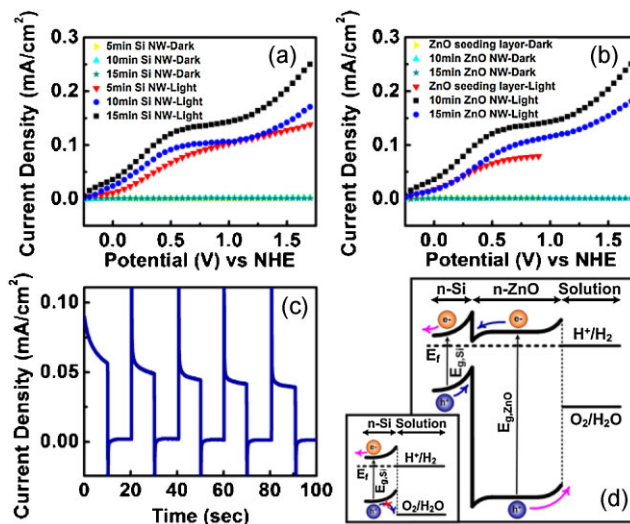 (a)
5min Si NW-Dark
10min Si NW-Dark
15min Si NW-Dark
5min Si NW-Light
10min Si NW-Light
15min Si NW-Light
0.3
0.2
0.1
0.0
Current Density (mA/cm²)
0.0 0.5 1.0 1.5
Potential (V) vs NHE
(b)
ZnO seeding layer-Dark
10min ZnO NW-Dark
15min ZnO NW-Dark
ZnO seeding layer-Light
10min ZnO NW-Light
15min ZnO NW-Light
0.3
0.2
0.1
0.0
Current Density (mA/cm²)
0.0 0.5 1.0 1.5
Potential (V) vs NHE
(c)
0.10
0.05
0.00
Current Density (mA/cm²)
0 20 40 60 80 100
Time (sec)
(d)
n-Si n-ZnO Solution
e- e-
H⁺/H₂
E_f
E_g,Si
E_g,ZnO
h⁺
O₂/H₂O
h⁺
n-Si Solution
e-
H⁺/H₂
E_f
E_g,Si
h⁺
O₂/H₂O